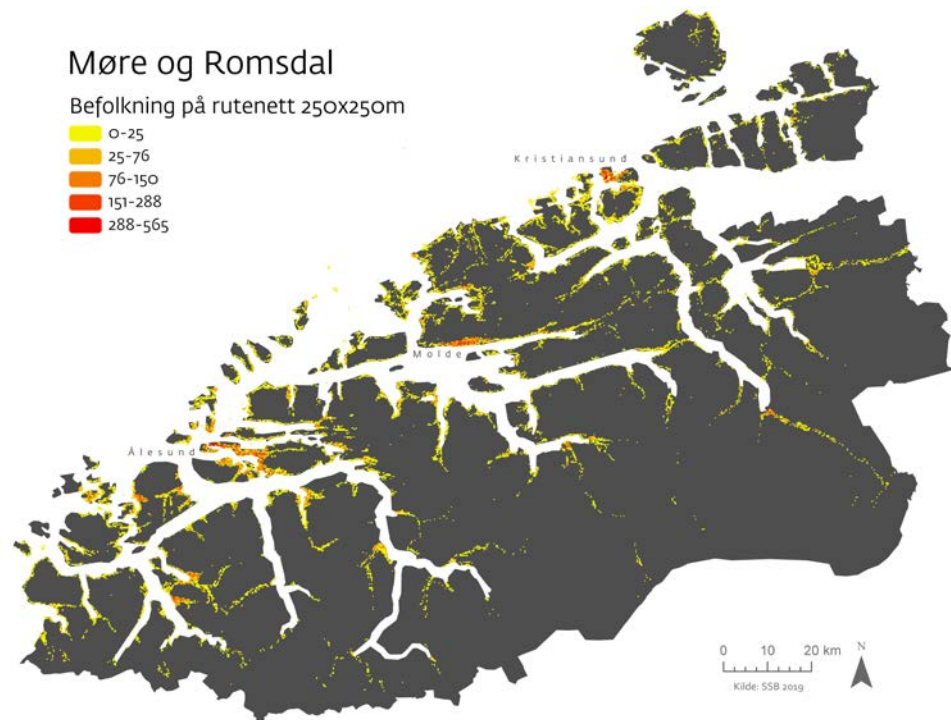 Møre og Romsdal
Befolkning på rutenett 250x250m
0-25
25-76
76-150
151-288
288-565
Kristiansund
Molde
Ålesund
0 10 20 km
N
Kilde: SSB 2019